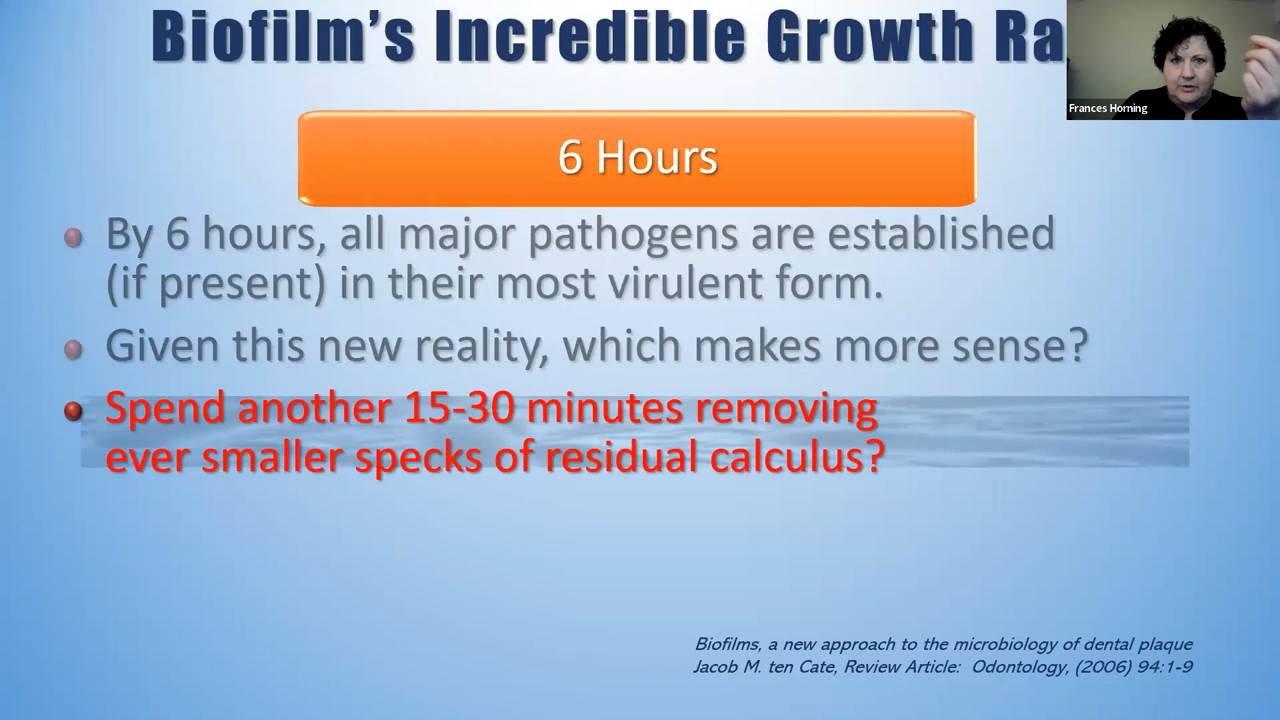 Biofilm's Incredible Growth Ra
Frances Horning
6 Hours
By 6 hours, all major pathogens are established
(if present) in their most virulent form.
Given this new reality, which makes more sense?
Spend another 15-30 minutes removing
ever smaller specks of residual calculus?
Biofilms, a new approach to the microbiology of dental plaque
Jacob M. ten Cate, Review Article: Odontology, (2006) 94:1-9